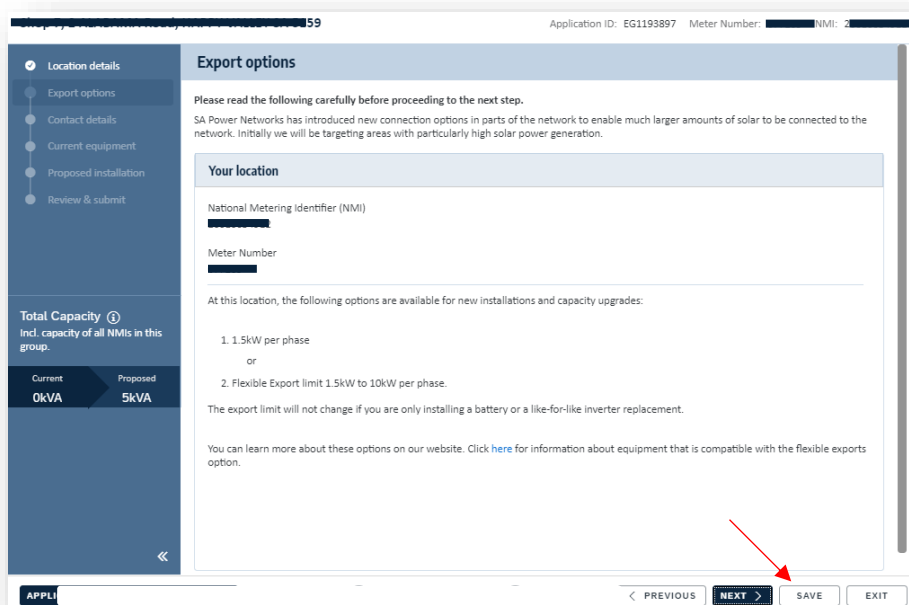 59
Application ID: EG1193897 Meter Number: NMI: 2
Location details
Export options
Contact details
Current equipment
Proposed installation
Review & submit
Total Capacity
Incl. capacity of all NMIs in this
group.
Current Proposed
0kVA 5kVA
Export options
Please read the following carefully before proceeding to the next step.
SA Power Networks has introduced new connection options in parts of the network to enable much larger amounts of solar to be connected to the
network. Initially we will be targeting areas with particularly high solar power generation.
Your location
National Metering Identifier (NMI)
Meter Number
At this location, the following options are available for new installations and capacity upgrades:
1. 1.5kW per phase
or
2. Flexible Export limit 1.5kW to 10kW per phase.
The export limit will not change if you are only installing a battery or a like-for-like inverter replacement.
You can learn more about these options on our website. Click here for information about equipment that is compatible with the flexible exports
option.
APPLI
< PREVIOUS NEXT > SAVE EXIT